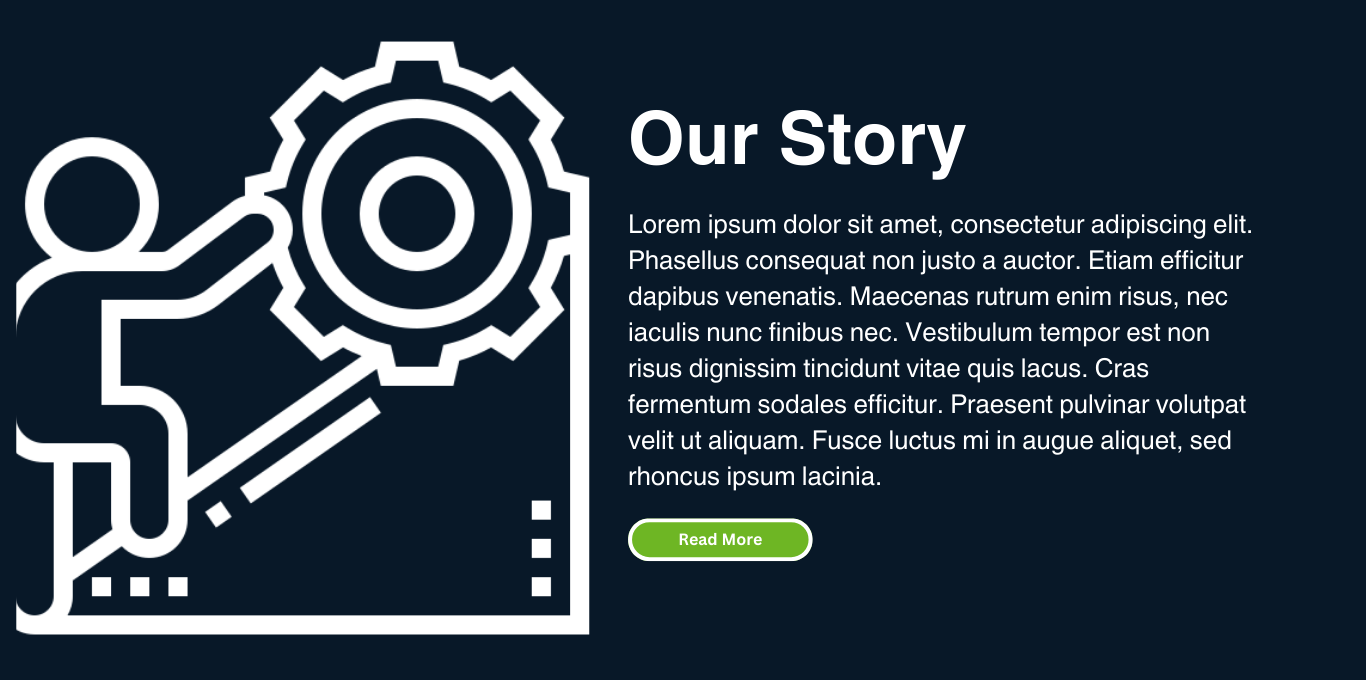 Our Story
Lorem ipsum dolor sit amet, consectetur adipiscing elit.
Phasellus consequat non justo a auctor. Etiam efficitur
dapibus venenatis. Maecenas rutrum enim risus, nec
iaculis nunc finibus nec. Vestibulum tempor est non
risus dignissim tincidunt vitae quis lacus. Cras
fermentum sodales efficitur. Praesent pulvinar volutpat
velit ut aliquam. Fusce luctus mi in augue aliquet, sed
rhoncus ipsum lacinia.
Read More